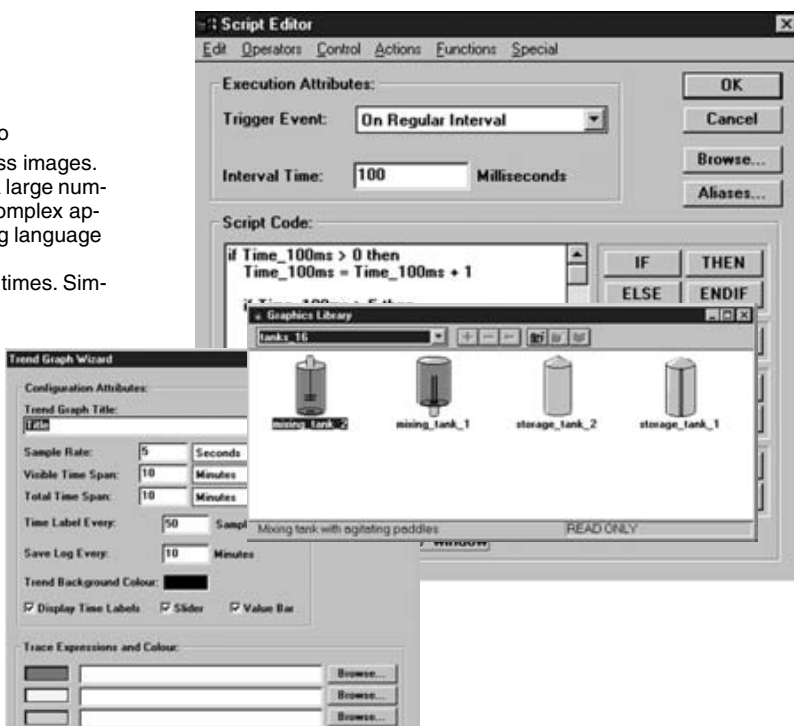 Script Editor
Edit Operators Control Actions Functions Special
Execution Attributes:
Trigger Event: On Regular Interval
Interval Time: 100 Milliseconds
OK
Cancel
Browse...
Aliases...
o
ss images.
large num-
omplex ap-
g language
times. Sim-
Script Code:
if Time_100ms > 0 then
Time_100ms = Time_100ms + 1
IF THEN
ELSE ENDIF
Graphics Library
tanks_16
mixing_tank_2 mixing_tank_1 storage_tank_2 storage_tank_1
Mixing tank with agitating paddles READ ONLY
Trend Graph Wizard
Configuration Attributes:
Trend Graph Title:
Title
Sample Rate: 5 Seconds
Visible Time Span: 10 Minutes
Total Time Span: 10 Minutes
Time Label Every: 50 Sampl
Save Log Every: 10 Minutes
Trend Background Colour:
Display Time Labels Slider Value Bar
Trace Expressions and Colour:
Browse...
Browse...
Browse...